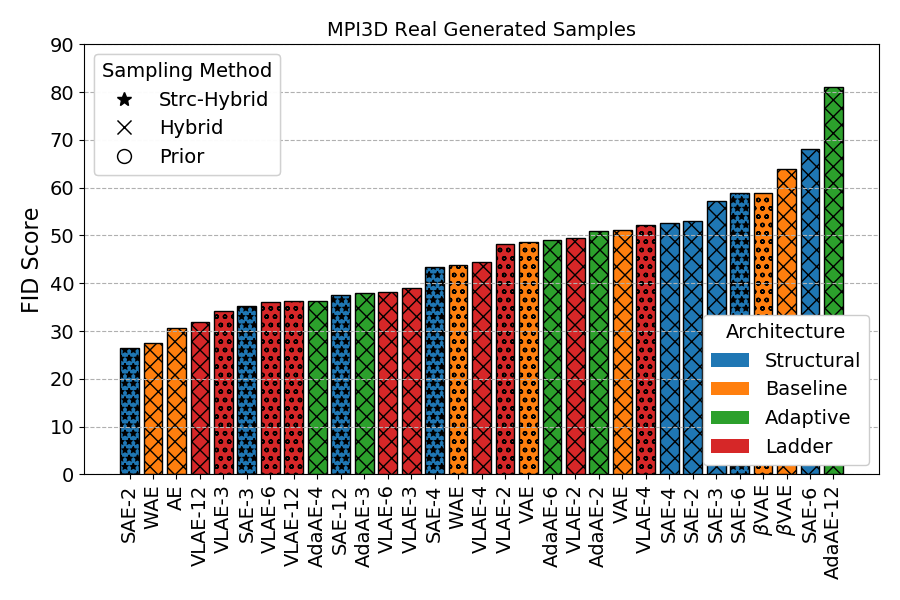 MPI3D Real Generated Samples
FID Score
90
80
70
60
50
40
30
20
10
0
Sampling Method
Strc-Hybrid
Hybrid
Prior
Architecture
Structural
Baseline
Adaptive
Ladder
SAE-2
WAE
AE
VLAE-12
VLAE-3
SAE-3
VLAE-6
VLAE-12
AdaAE-4
SAE-12
AdaAE-3
VLAE-6
VLAE-3
SAE-4
WAE
VLAE-4
VLAE-2
VAE
AdaAE-6
VLAE-2
AdaAE-2
VAE
VLAE-4
SAE-4
SAE-2
SAE-3
SAE-6
βVAE
βVAE
SAE-6
AdaAE-12